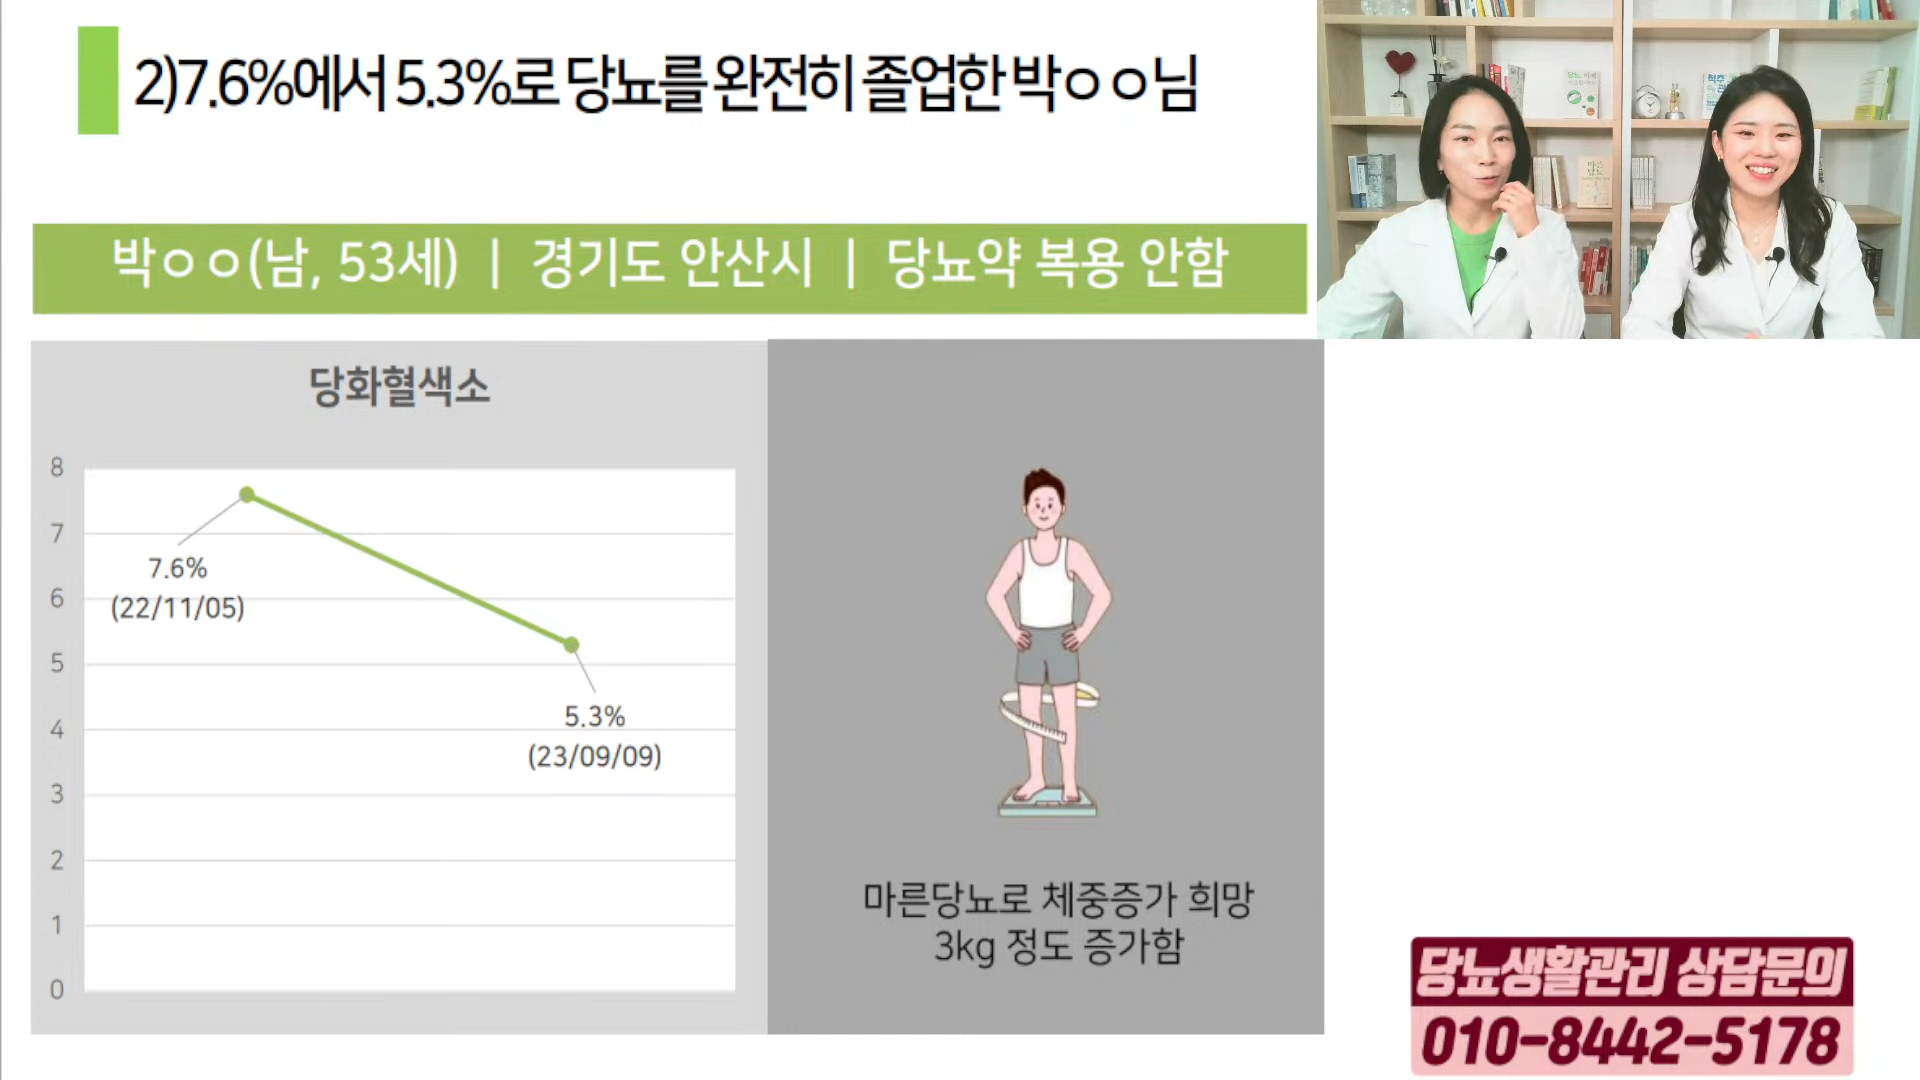 2)7.6%에서 5.3%로 당뇨를 완전히 졸업한 박ㅇㅇ님
박ㅇㅇ(남, 53세) | 경기도 안산시 | 당뇨약 복용 안함
당화혈색소
8
7
6
5
4
3
2
1
0
7.6%
(22/11/05)
5.3%
(23/09/09)
마른당뇨로 체중증가 희망
3kg 정도 증가함
당뇨생활관리 상담문의
010-8442-5178